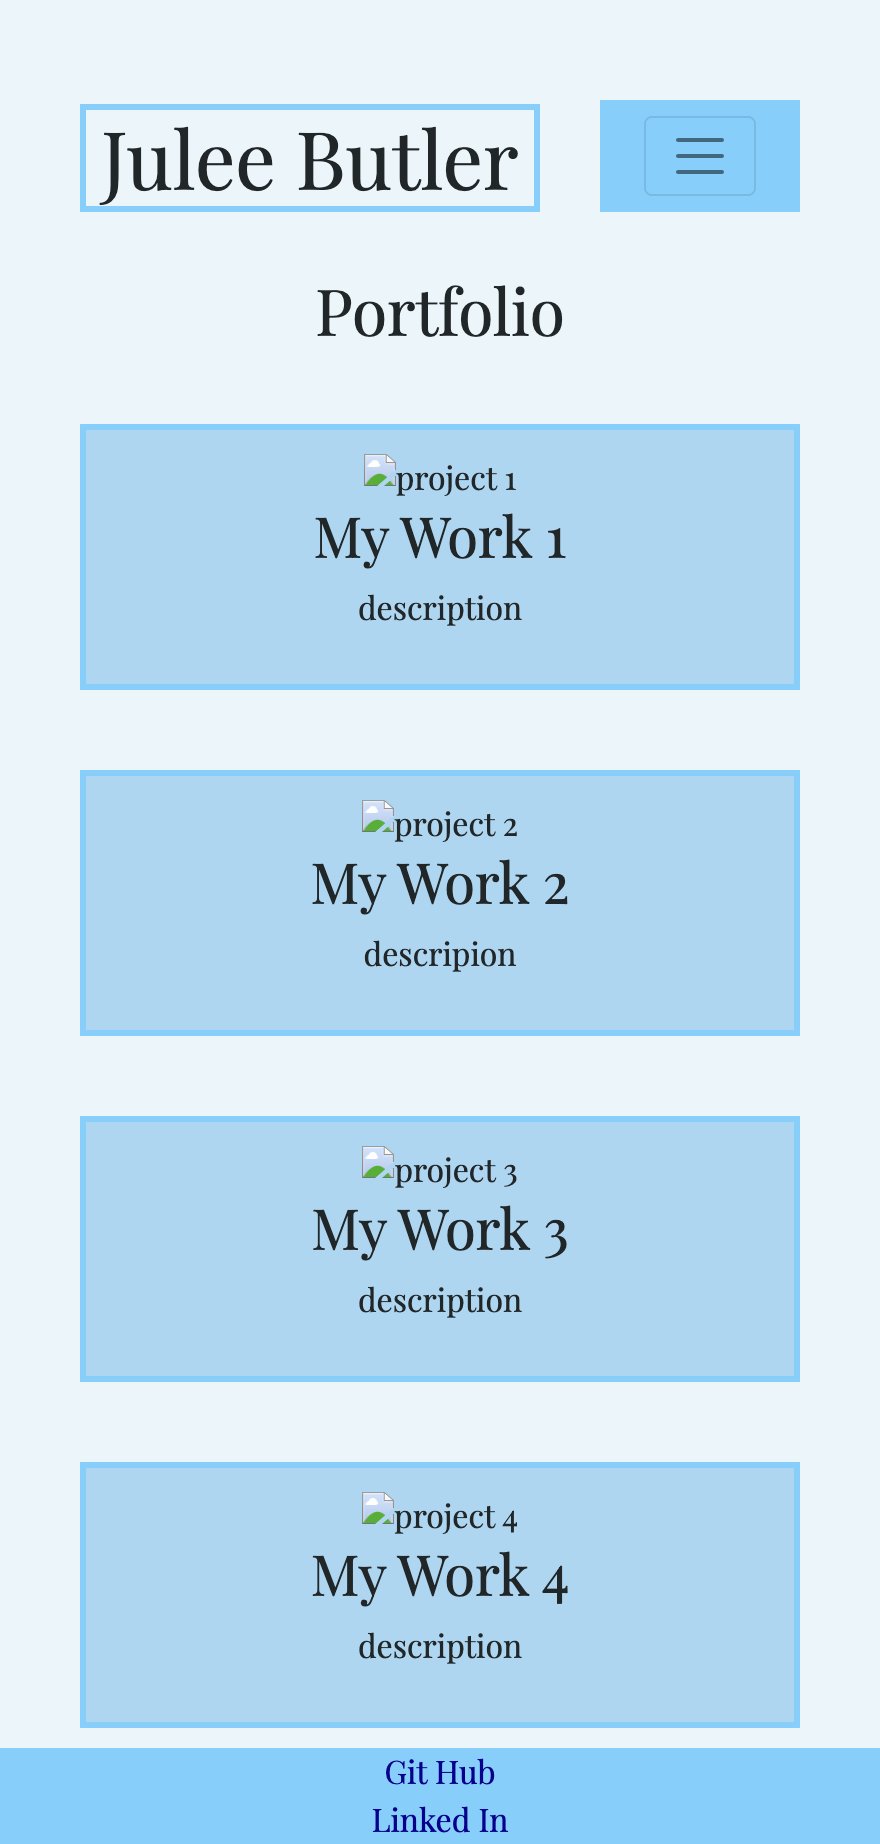 Julee Butler
Portfolio
project 1
My Work 1
description
project 2
My Work 2
descripion
project 3
My Work 3
description
project 4
My Work 4
description
Git Hub
Linked In